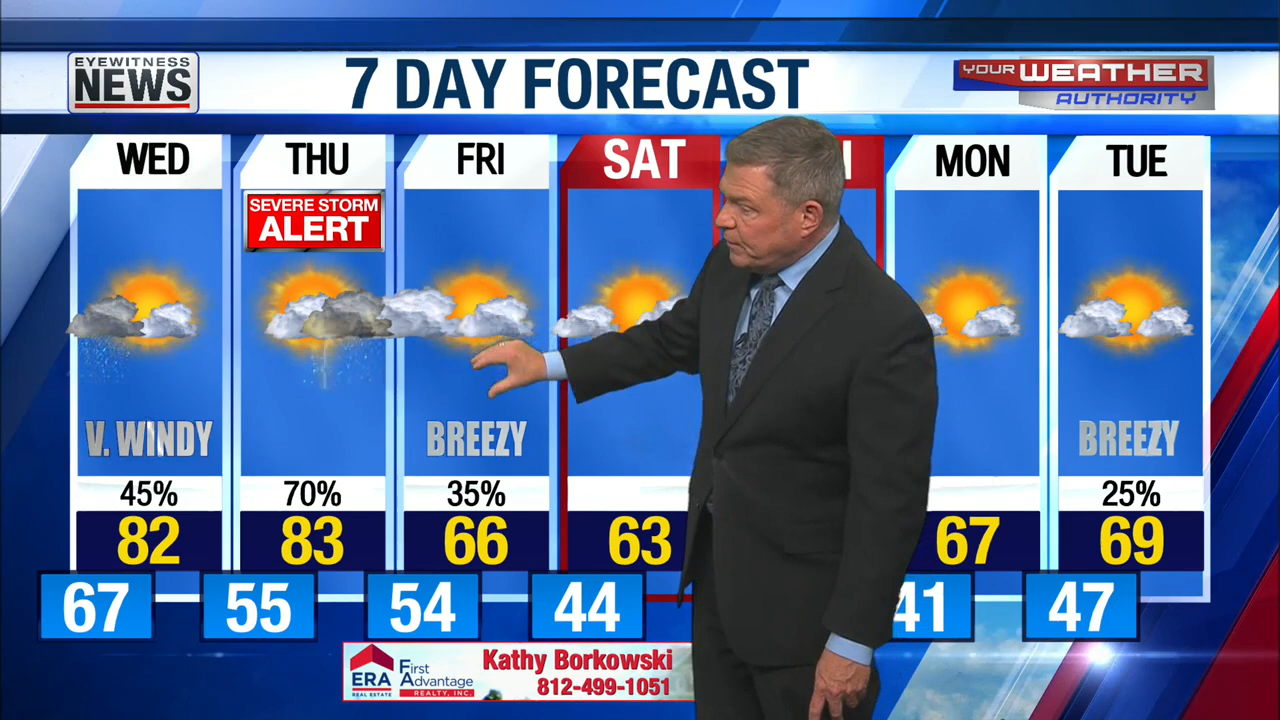 EYEWITNESS
NEWS
7 DAY FORECAST
YOUR WEATHER
AUTHORITY
WED
THU
FRI
SAT
MON
TUE
SEVERE STORM
ALERT
V. WINDY
BREEZY
BREEZY
45%
70%
35%
25%
82
83
66
63
67
69
67
55
54
44
41
47
ERA
REAL ESTATE
First
Advantage
REALTY, INC.
Kathy Borkowski
812-499-1051